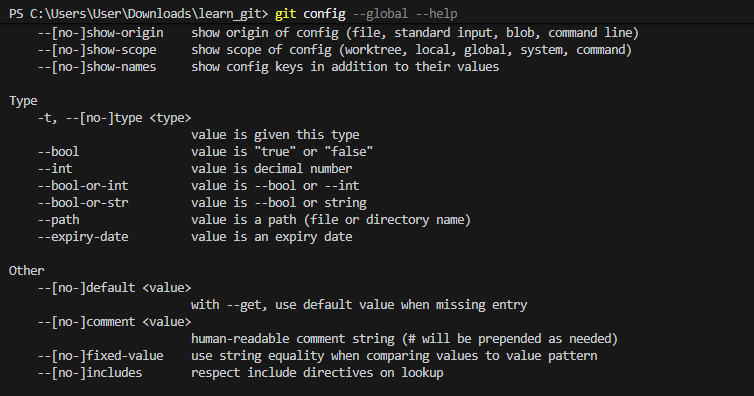 PS C:\Users\User\Downloads\learn_git> git config --global --help
--[no-]show-origin    show origin of config (file, standard input, blob, command line)
--[no-]show-scope     show scope of config (worktree, local, global, system, command)
--[no-]show-names     show config keys in addition to their values
Type
-t, --[no-]type <type>
value is given this type
--bool                value is "true" or "false"
--int                 value is decimal number
--bool-or-int         value is --bool or --int
--bool-or-str         value is --bool or string
--path                value is a path (file or directory name)
--expiry-date         value is an expiry date
Other
--[no-]default <value>
with --get, use default value when missing entry
--[no-]comment <value>
human-readable comment string (# will be prepended as needed)
--[no-]fixed-value    use string equality when comparing values to value pattern
--[no-]includes       respect include directives on lookup